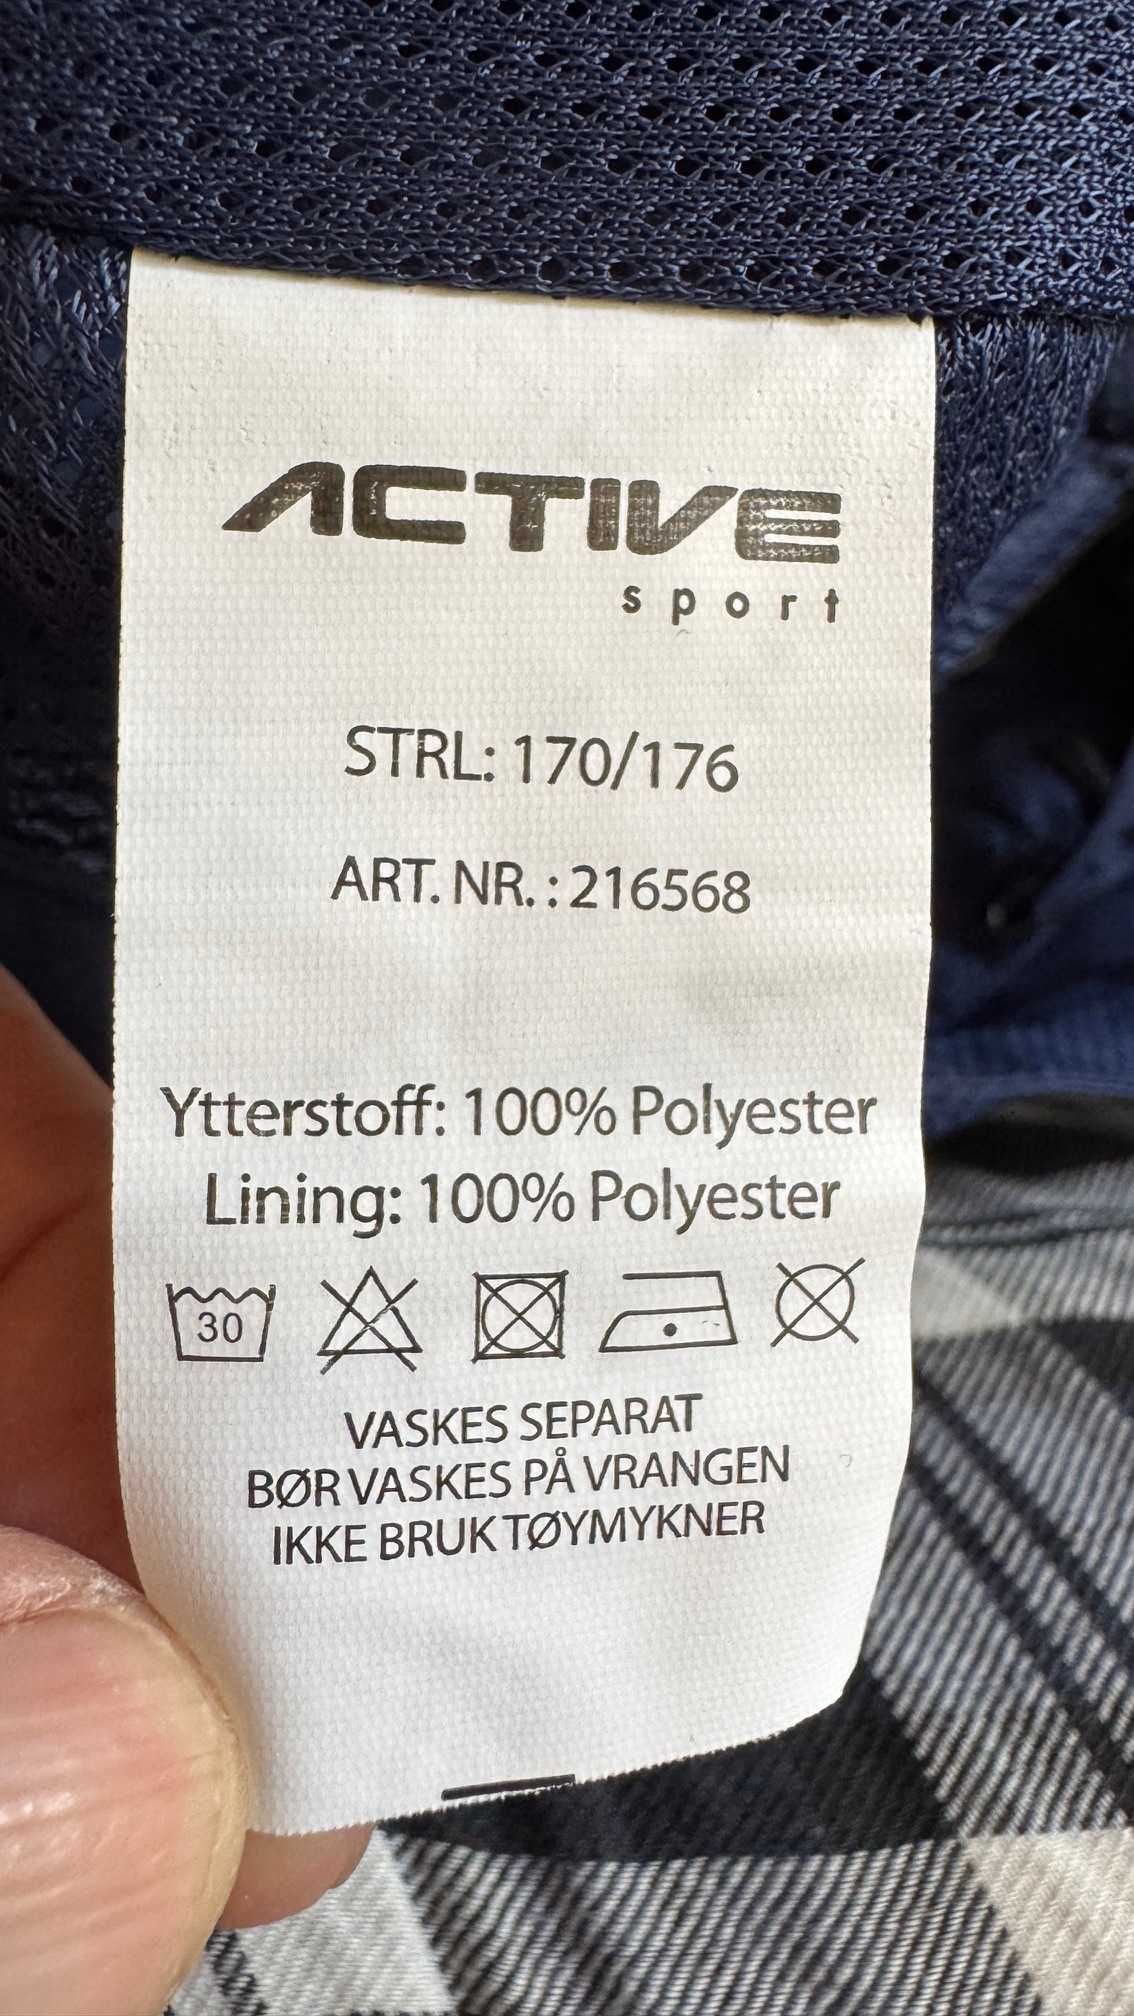 ACTIVE
sport
STRL: 170/176
ART. NR. : 216568
Ytterstoff: 100% Polyester
Lining: 100% Polyester
30
VASKES SEPARAT
BØR VASKES PÅ VRANGEN
IKKE BRUK TØYMYKNER